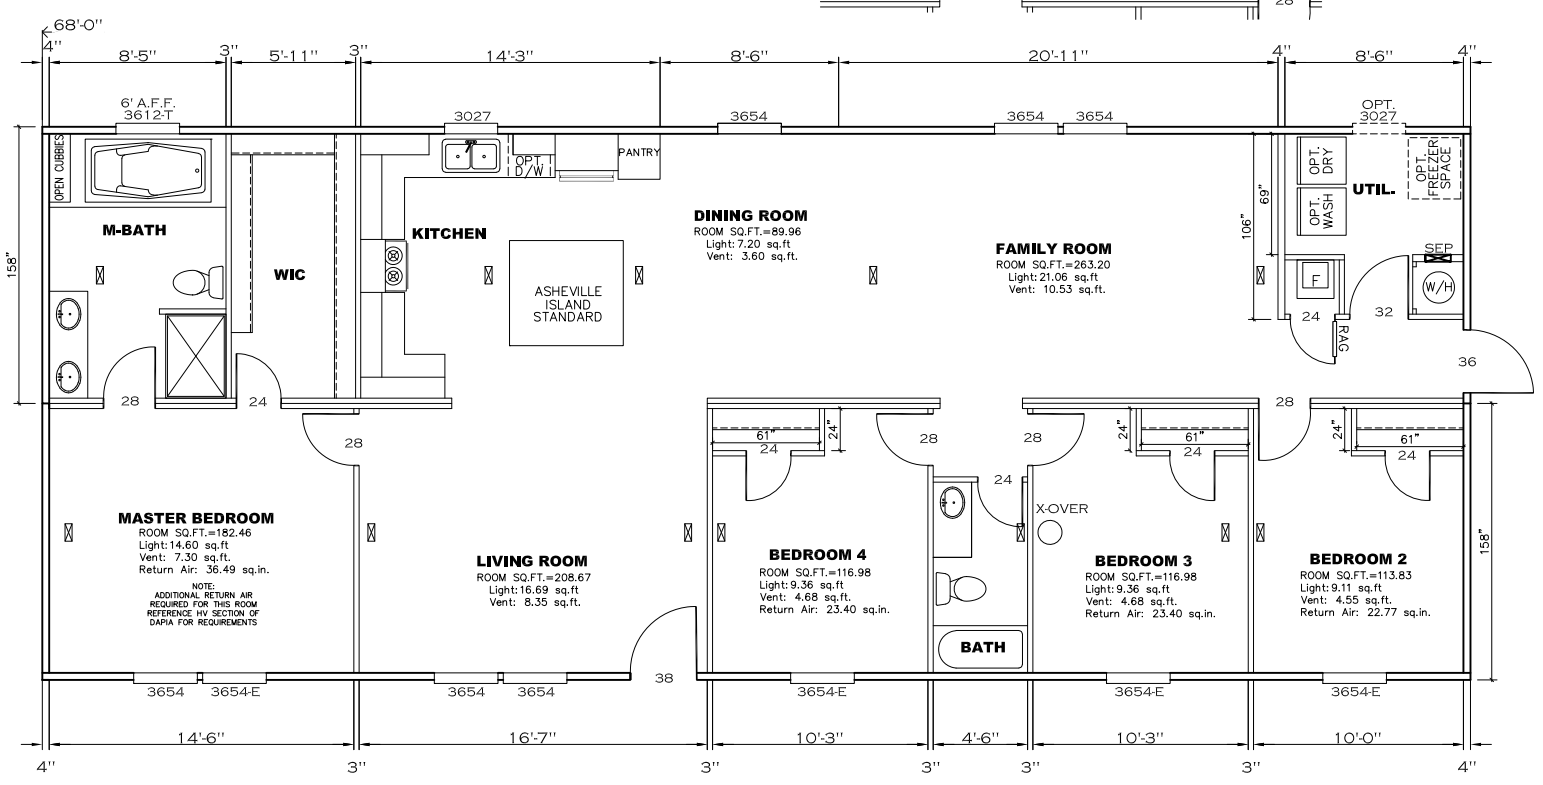 28
68'-0"
4"
8'-5"
3"
5'-11"
3"
14'-3"
8'-6"
20'-11"
4"
8'-6"
4"
6' A.F.F.
3612-T
3027
3654
3654
3654
OPT.
3027
OPEN CUBBIES
OPT.
D/W
PANTRY
OPT.
DRY
OPT.
FREEZER
SPACE
UTIL.
OPT.
WASH
69"
106"
158"
M-BATH
KITCHEN
DINING ROOM
ROOM SQ.FT.=89.96
Light: 7.20 sq.ft
Vent: 3.60 sq.ft.
FAMILY ROOM
ROOM SQ.FT.=263.20
Light: 21.06 sq.ft
Vent: 10.53 sq.ft.
WIC
ASHEVILLE
ISLAND
STANDARD
SEP
F
W/H
24
32
RAG
36
28
24
28
28
61"
24"
24
28
28
24
24"
61"
24
24"
61"
24
X-OVER
158"
MASTER BEDROOM
ROOM SQ.FT.=182.46
Light: 14.60 sq.ft
Vent: 7.30 sq.ft.
Return Air: 36.49 sq.in.
NOTE:
ADDITIONAL RETURN AIR
REQUIRED FOR THIS ROOM
REFERENCE HV SECTION OF
DAPIA FOR REQUIREMENTS
LIVING ROOM
ROOM SQ.FT.=208.67
Light: 16.69 sq.ft
Vent: 8.35 sq.ft.
BEDROOM 4
ROOM SQ.FT.=116.98
Light: 9.36 sq.ft
Vent: 4.68 sq.ft.
Return Air: 23.40 sq.in.
BEDROOM 3
ROOM SQ.FT.=116.98
Light: 9.36 sq.ft
Vent: 4.68 sq.ft.
Return Air: 23.40 sq.in.
BEDROOM 2
ROOM SQ.FT.=113.83
Light: 9.11 sq.ft
Vent: 4.55 sq.ft.
Return Air: 22.77 sq.in.
BATH
3654
3654-E
3654
3654
38
3654-E
3654-E
3654-E
14'-6"
16'-7"
10'-3"
4'-6"
10'-3"
10'-0"
4"
3"
3"
3"
3"
3"
4"